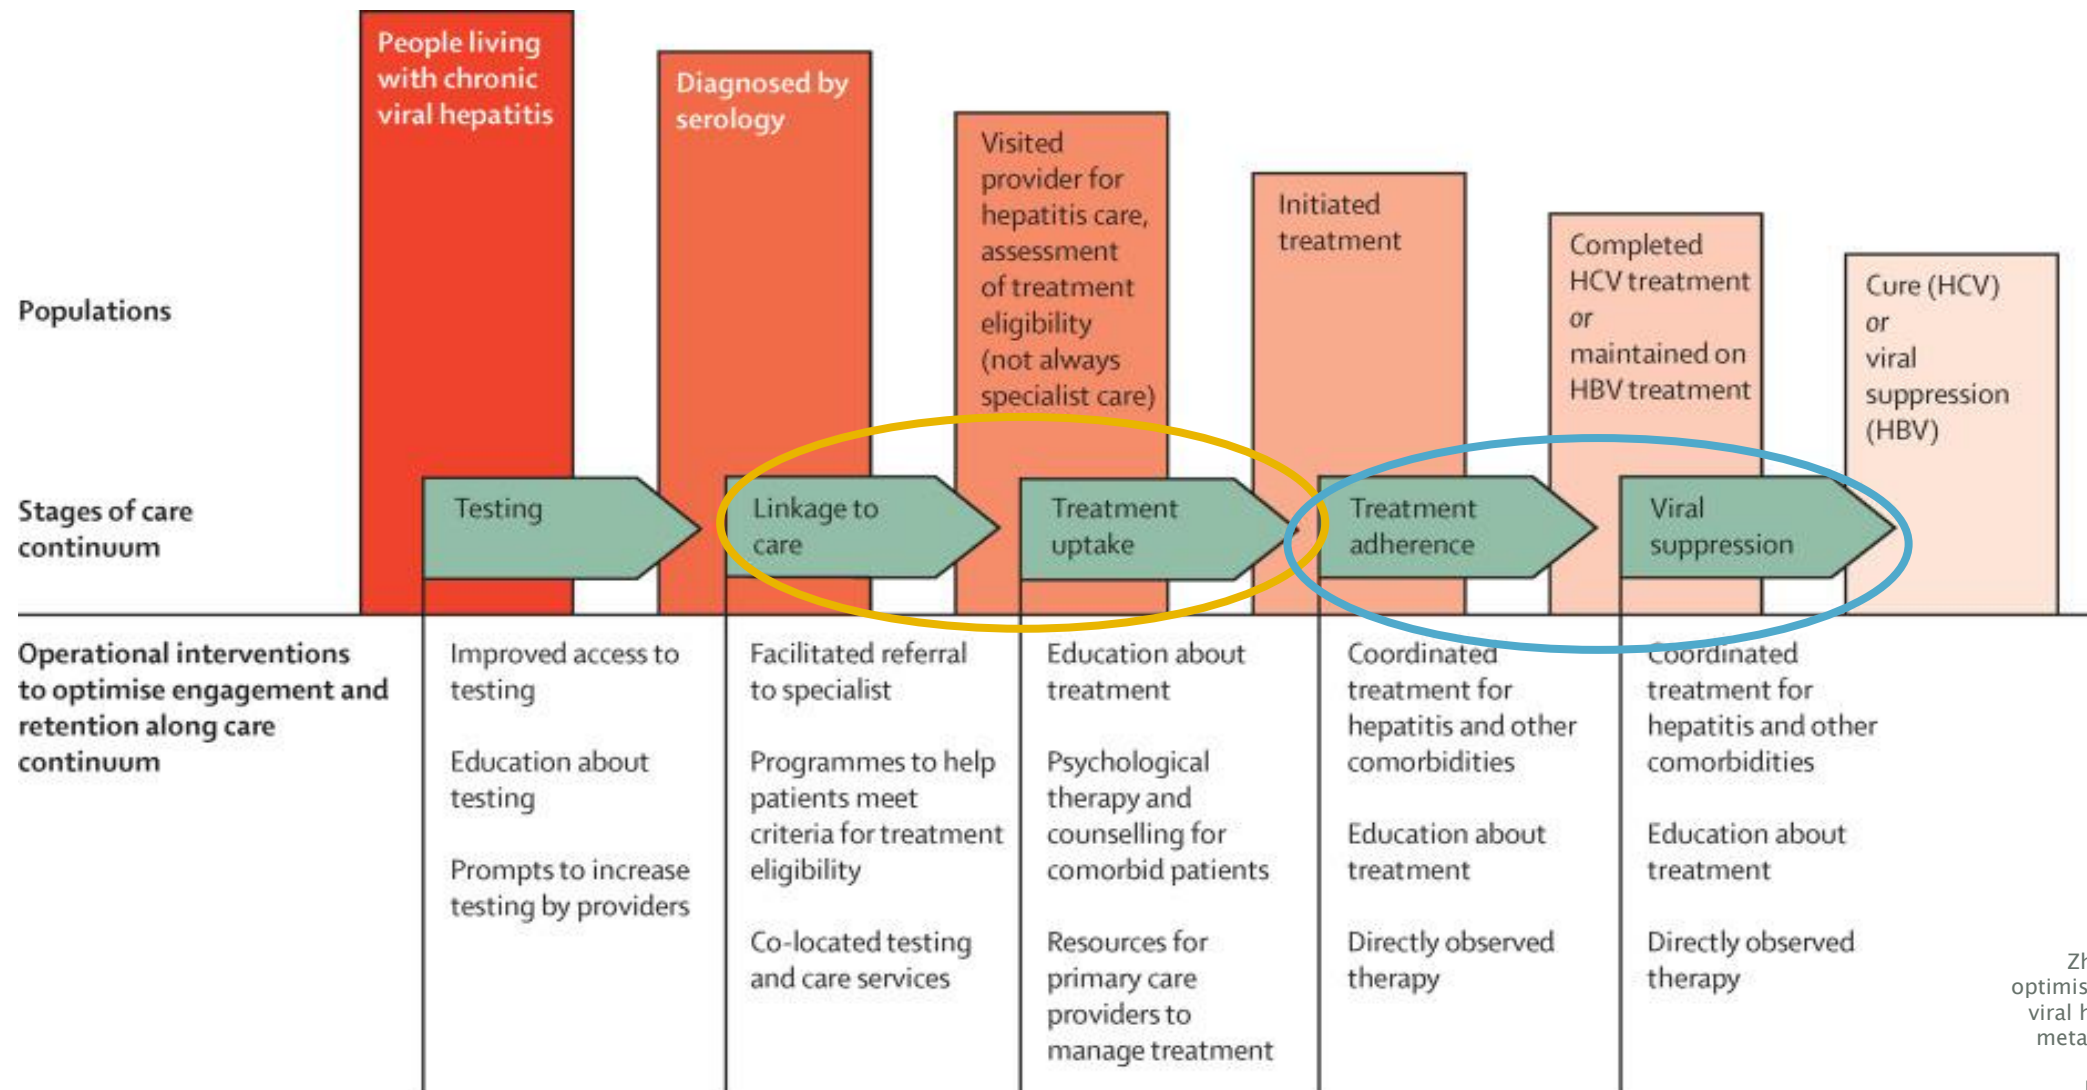 People living
with chronic
viral hepatitis
Diagnosed by
serology
Visited
provider for
hepatitis care,
assessment
of treatment
eligibility
(not always
specialist care)
Initiated
treatment
Completed
HCV treatment
or
maintained on
HBV treatment
Cure (HCV)
or
viral
suppression
(HBV)
Populations
Stages of care
continuum
Testing
Linkage to
care
Treatment
uptake
Treatment
adherence
Viral
suppression
Operational interventions
to optimise engagement and
retention along care
continuum
Improved access to
testing
Education about
testing
Prompts to increase
testing by providers
Facilitated referral
to specialist
Programmes to help
patients meet
criteria for treatment
eligibility
Co-located testing
and care services
Education about
treatment
Psychological
therapy and
counselling for
comorbid patients
Resources for
primary care
providers to
manage treatment
Coordinated
treatment for
hepatitis and other
comorbidities
Education about
treatment
Directly observed
therapy
Coordinated
treatment for
hepatitis and other
comorbidities
Education about
treatment
Directly observed
therapy
Zh
optimis
viral h
meta